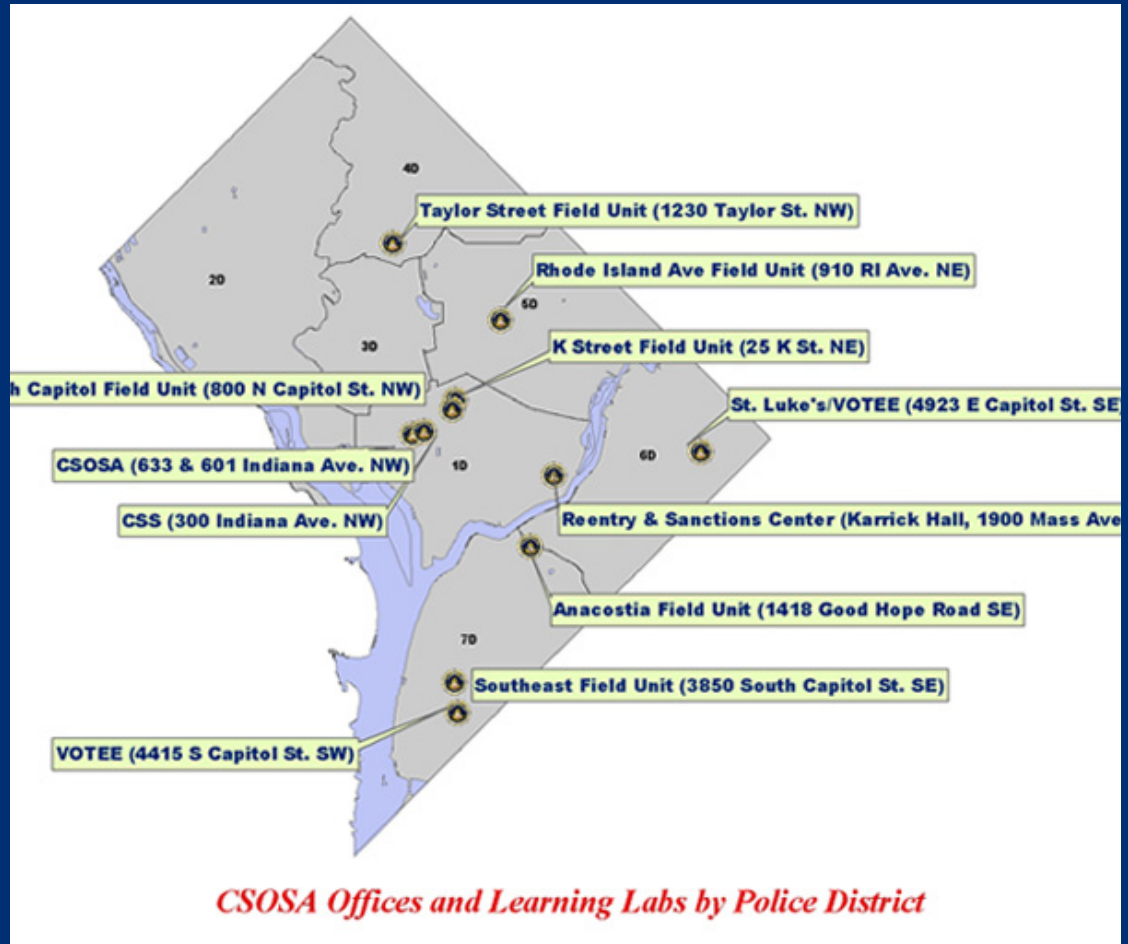 4D
Taylor Street Field Unit (1230 Taylor St. NW)
Rhode Island Ave Field Unit (910 RI Ave. NE)
2D
5D
3D
K Street Field Unit (25 K St. NE)
h Capitol Field Unit (800 N Capitol St. NW)
St. Luke's/VOTEE (4923 E Capitol St. SE
6D
CSOSA (633 & 601 Indiana Ave. NW)
1D
CSS (300 Indiana Ave. NW)
Reentry & Sanctions Center (Karrick Hall, 1900 Mass Ave
Anacostia Field Unit (1418 Good Hope Road SE)
7D
Southeast Field Unit (3850 South Capitol St. SE)
VOTEE (4415 S Capitol St. SW)
CSOSA Offices and Learning Labs by Police District